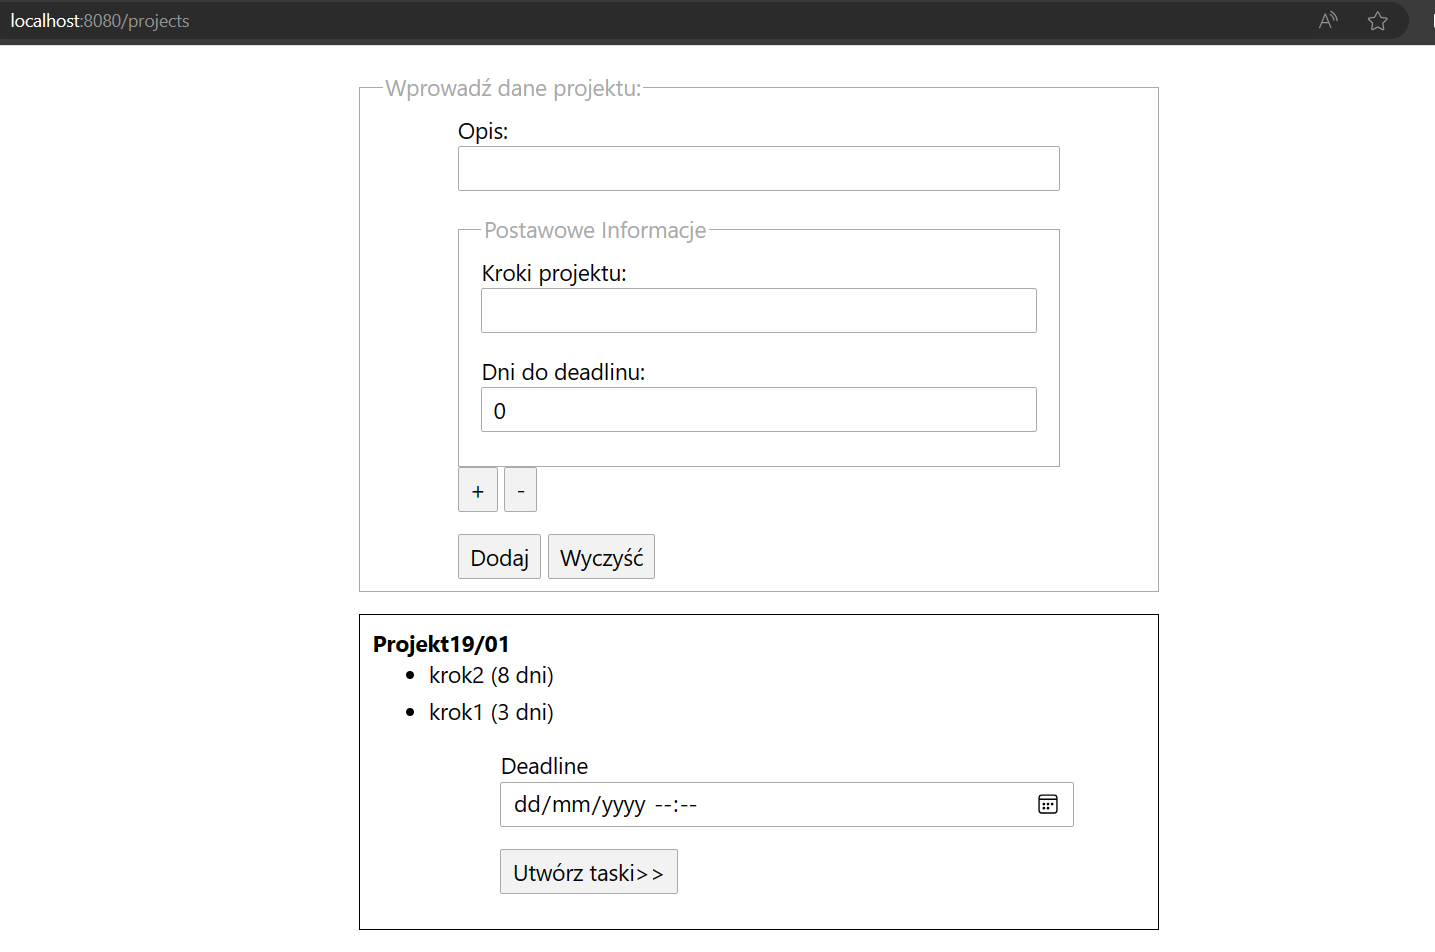 localhost:8080/projects
Wprowadź dane projektu:
Opis:
Postawowe Informacje
Kroki projektu:
Dni do deadlinu:
0
+ -
Dodaj Wyczyść
Projekt19/01
krok2 (8 dni)
krok1 (3 dni)
Deadline
dd/mm/yyyy --:--
Utwórz taski>>